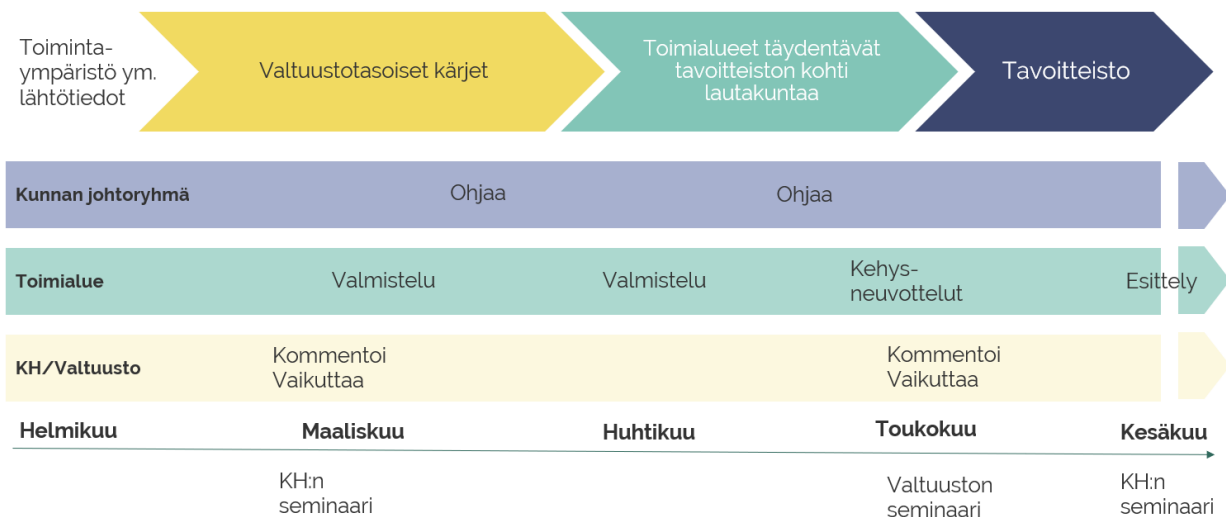 Toiminta-
ympäristö ym.
lähtötiedot
Valtuustotasoiset kärjet
Toimialueet täydentävät
tavoitteiston kohti
lautakuntaa
Tavoitteisto
Kunnan johtoryhmä
Ohjaa
Ohjaa
Toimialue
Valmistelu
Valmistelu
Kehys-
neuvottelut
Esittely
KH/Valtuusto
Kommentoi
Vaikuttaa
Kommentoi
Vaikuttaa
Helmikuu
Maaliskuu
Huhtikuu
Toukokuu
Kesäkuu
KH:n
seminaari
Valtuuston
seminaari
KH:n
seminaari